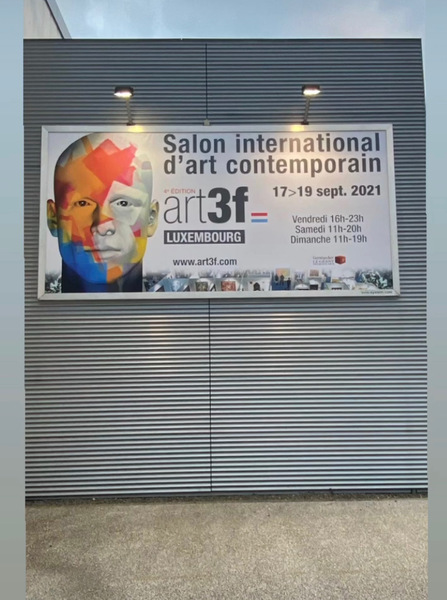 Salon international
d'art contemporain
4e EDITION
art3f
LUXEMBOURG
17>19 sept. 2021
Vendredi 16h-23h
Samedi 11h-20h
Dimanche 11h-19h
www.art3f.com